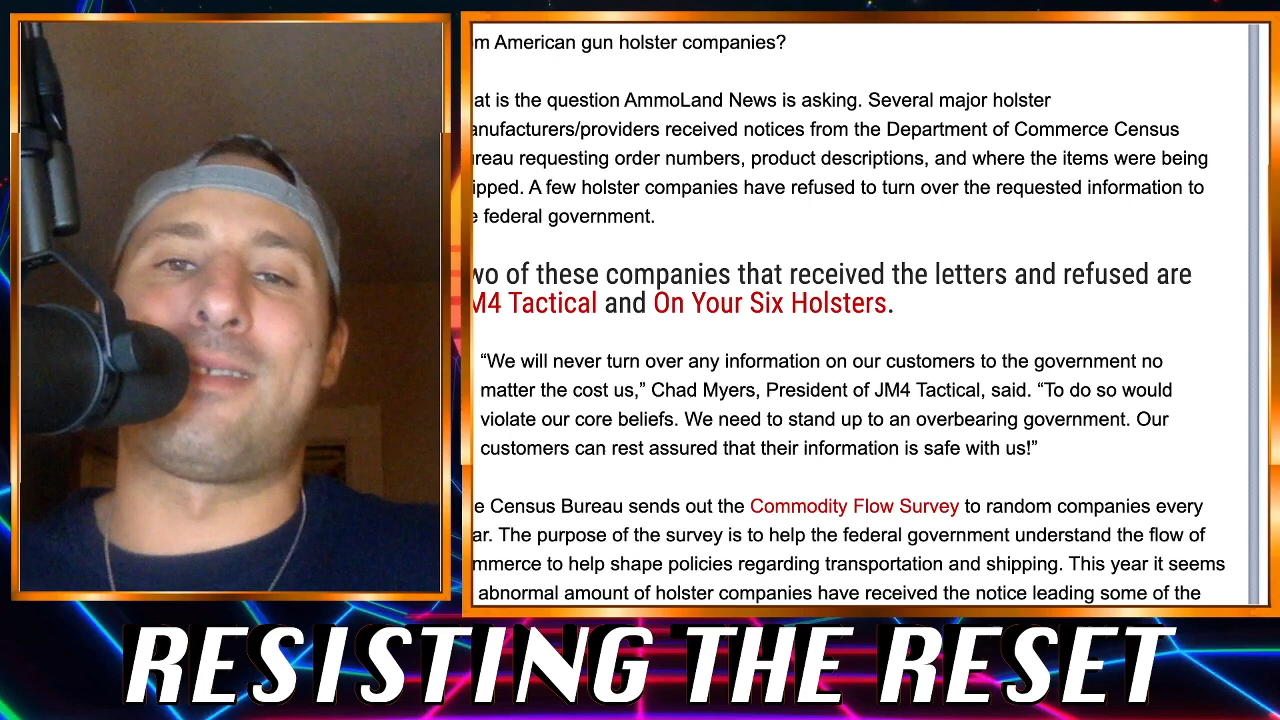 American gun holster companies?
is the question AmmoLand News is asking. Several major holster
received notices from the Department of Commerce Census
requesting order numbers, product descriptions, and where the items were being
A few holster companies have refused to turn over the requested information to
federal government.
of these companies that received the letters and refused are
Tactical and On Your Six Holsters.
“We will never turn over any information on our customers to the government no
matter the cost us,” Chad Myers, President of JM4 Tactical, said. “To do so would
violate our core beliefs. We need to stand up to an overbearing government. Our
customers can rest assured that their information is safe with us!”
Census Bureau sends out the Commodity Flow Survey to random companies every
The purpose of the survey is to help the federal government understand the flow of
to help shape policies regarding transportation and shipping. This year it seems
abnormal amount of holster companies have received the notice leading some of the
RESISTING THE RESET